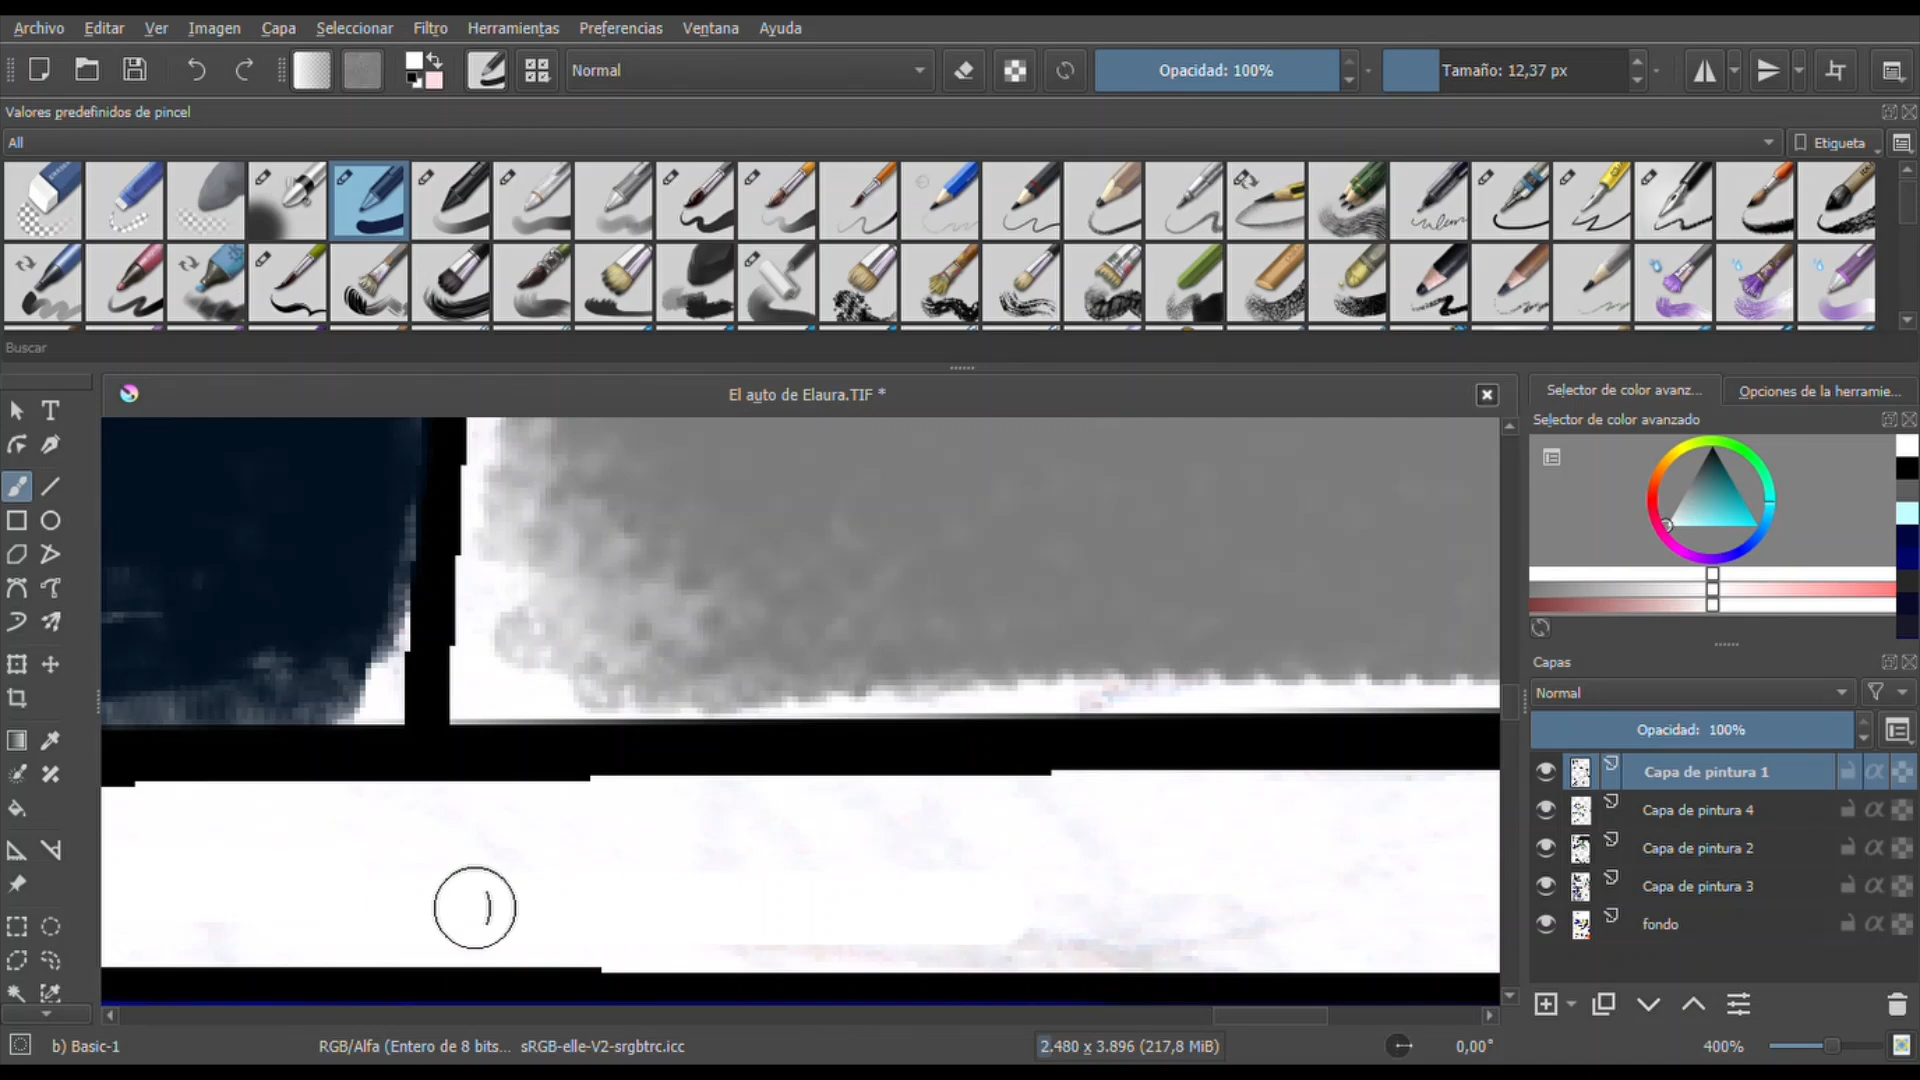 Archivo Editar Ver Imagen Capa Seleccionar Filtro Herramientas Preferencias Ventana Ayuda
Normal Opacidad: 100% Tamaño: 12,37 px
Valores predefinidos de pincel
All Etiqueta
Buscar
El auto de Elaura.TIF *
Selector de color avanz... Opciones de la herramie...
Selector de color avanzado
Capas
Normal
Opacidad: 100%
Capa de pintura 1
Capa de pintura 4
Capa de pintura 2
Capa de pintura 3
fondo
b) Basic-1 RGB/Alfa (Entero de 8 bits... sRGB-elle-V2-srgbtrc.icc 2.480 x 3.896 (217,8 MiB) 0,00° 400%